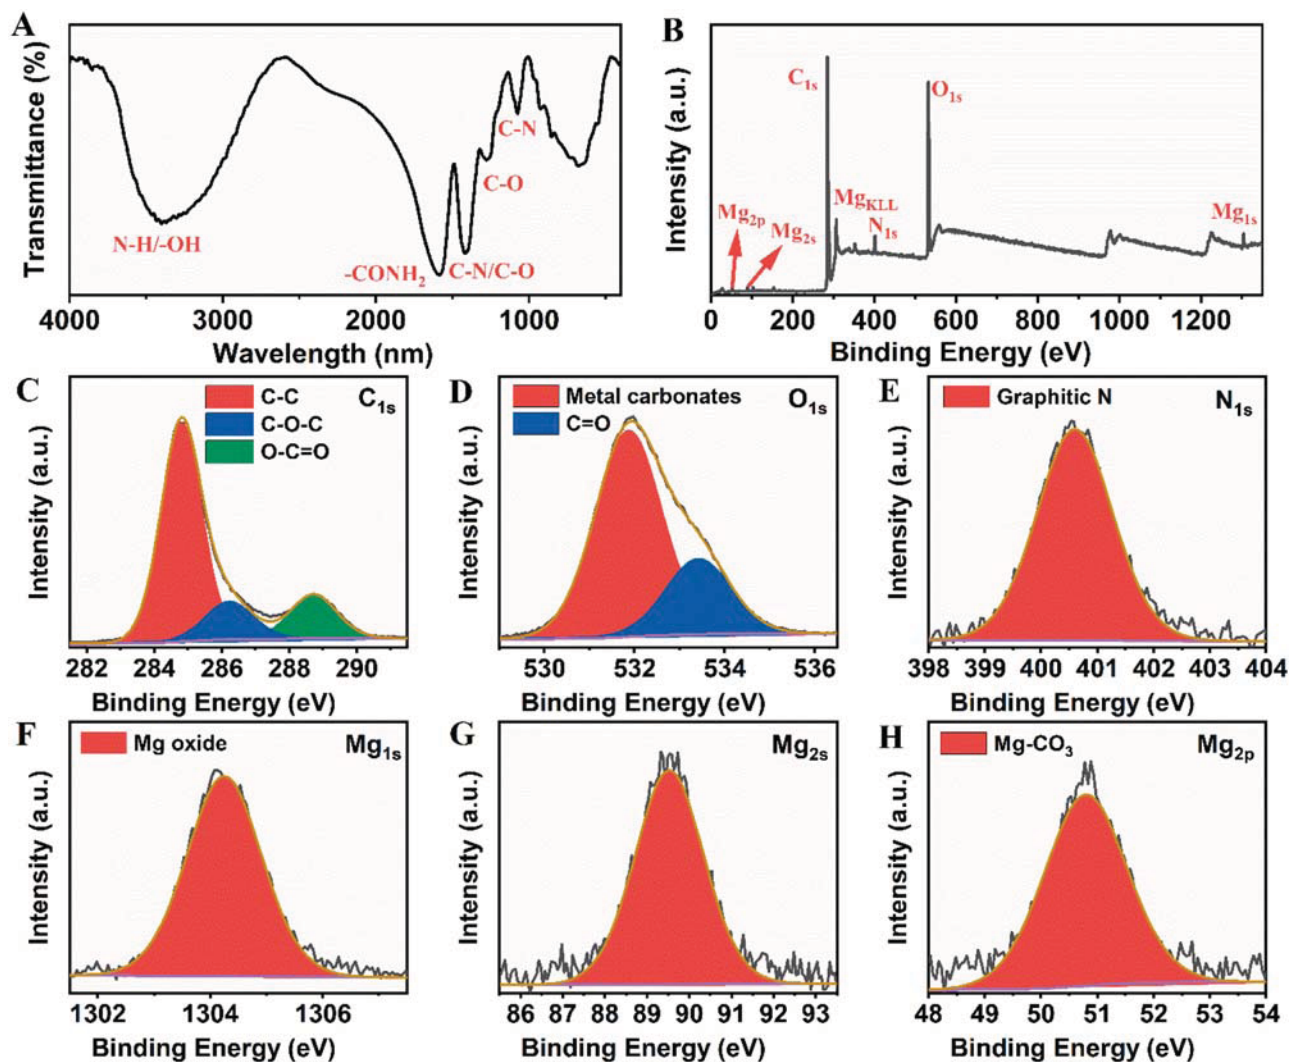 A
Transmittance (%)
N-H/-OH
-CONH2
C-N/C-O
C-O
C-N
4000 3000 2000 1000
Wavelength (nm)
B
Intensity (a.u.)
C1s
O1s
Mg2p
Mg2s
MgKLL
N1s
Mg1s
0 200 400 600 800 1000 1200
Binding Energy (eV)
C
C-C
C-O-C
O-C=O
C1s
Intensity (a.u.)
282 284 286 288 290
Binding Energy (eV)
D
Metal carbonates
C=O
O1s
Intensity (a.u.)
530 532 534 536
Binding Energy (eV)
E
Graphitic N
N1s
Intensity (a.u.)
398 399 400 401 402 403 404
Binding Energy (eV)
F
Mg oxide
Mg1s
Intensity (a.u.)
1302 1304 1306
Binding Energy (eV)
G
Mg2s
Intensity (a.u.)
86 87 88 89 90 91 92 93
Binding Energy (eV)
H
Mg-CO3
Mg2p
Intensity (a.u.)
48 49 50 51 52 53 54
Binding Energy (eV)